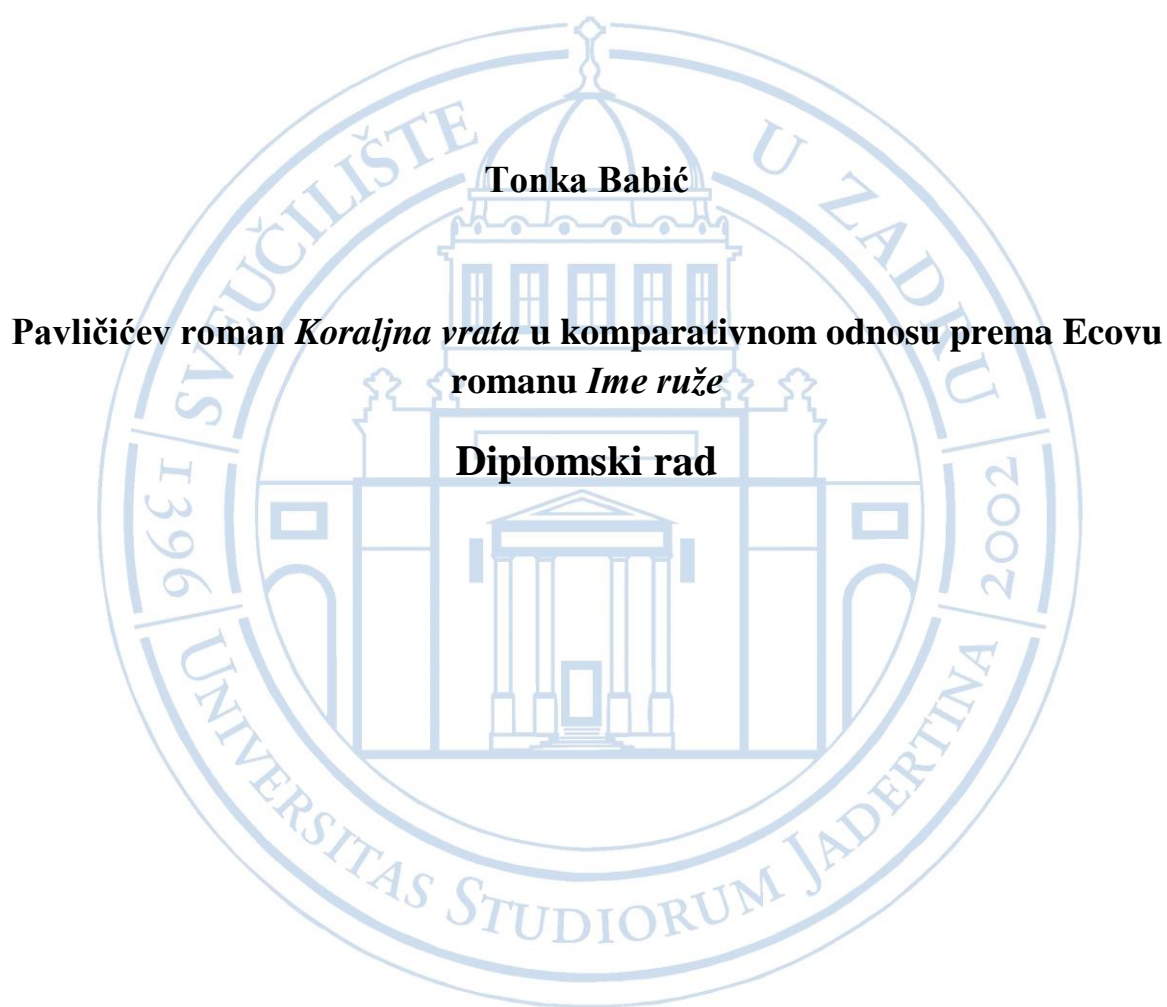 Tonka Babić
Pavličićev roman Koraljna vrata u komparativnom odnosu prema Ecovu
romanu Ime ruže
Diplomski rad
SVEUČILIŠTE U ZADRU
1396
2002
UNIVERSITAS STUDIORUM JADERTINA